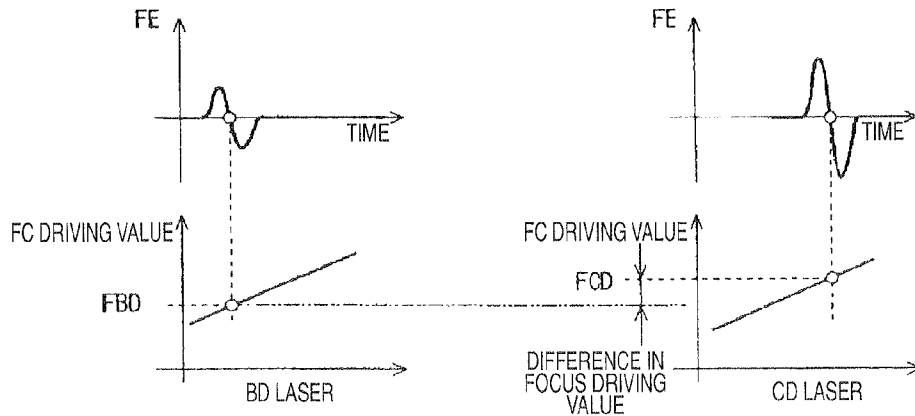 FE
FE
TIME
TIME
FC DRIVING VALUE
FC DRIVING VALUE
FBD
FCD
DIFFERENCE IN
FOCUS DRIVING
VALUE
BD LASER
CD LASER